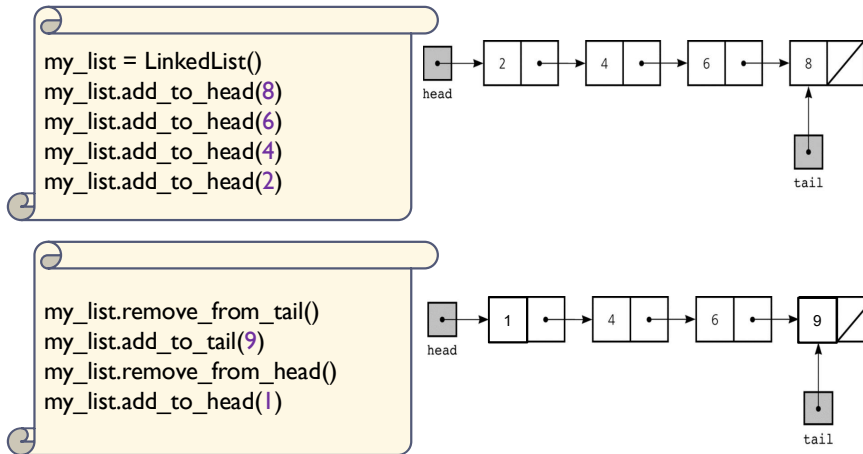 my_list = LinkedList()
my_list.add_to_head(8)
my_list.add_to_head(6)
my_list.add_to_head(4)
my_list.add_to_head(2)
head
2
4
6
8
tail
my_list.remove_from_tail()
my_list.add_to_tail(9)
my_list.remove_from_head()
my_list.add_to_head(1)
head
1
4
6
9
tail